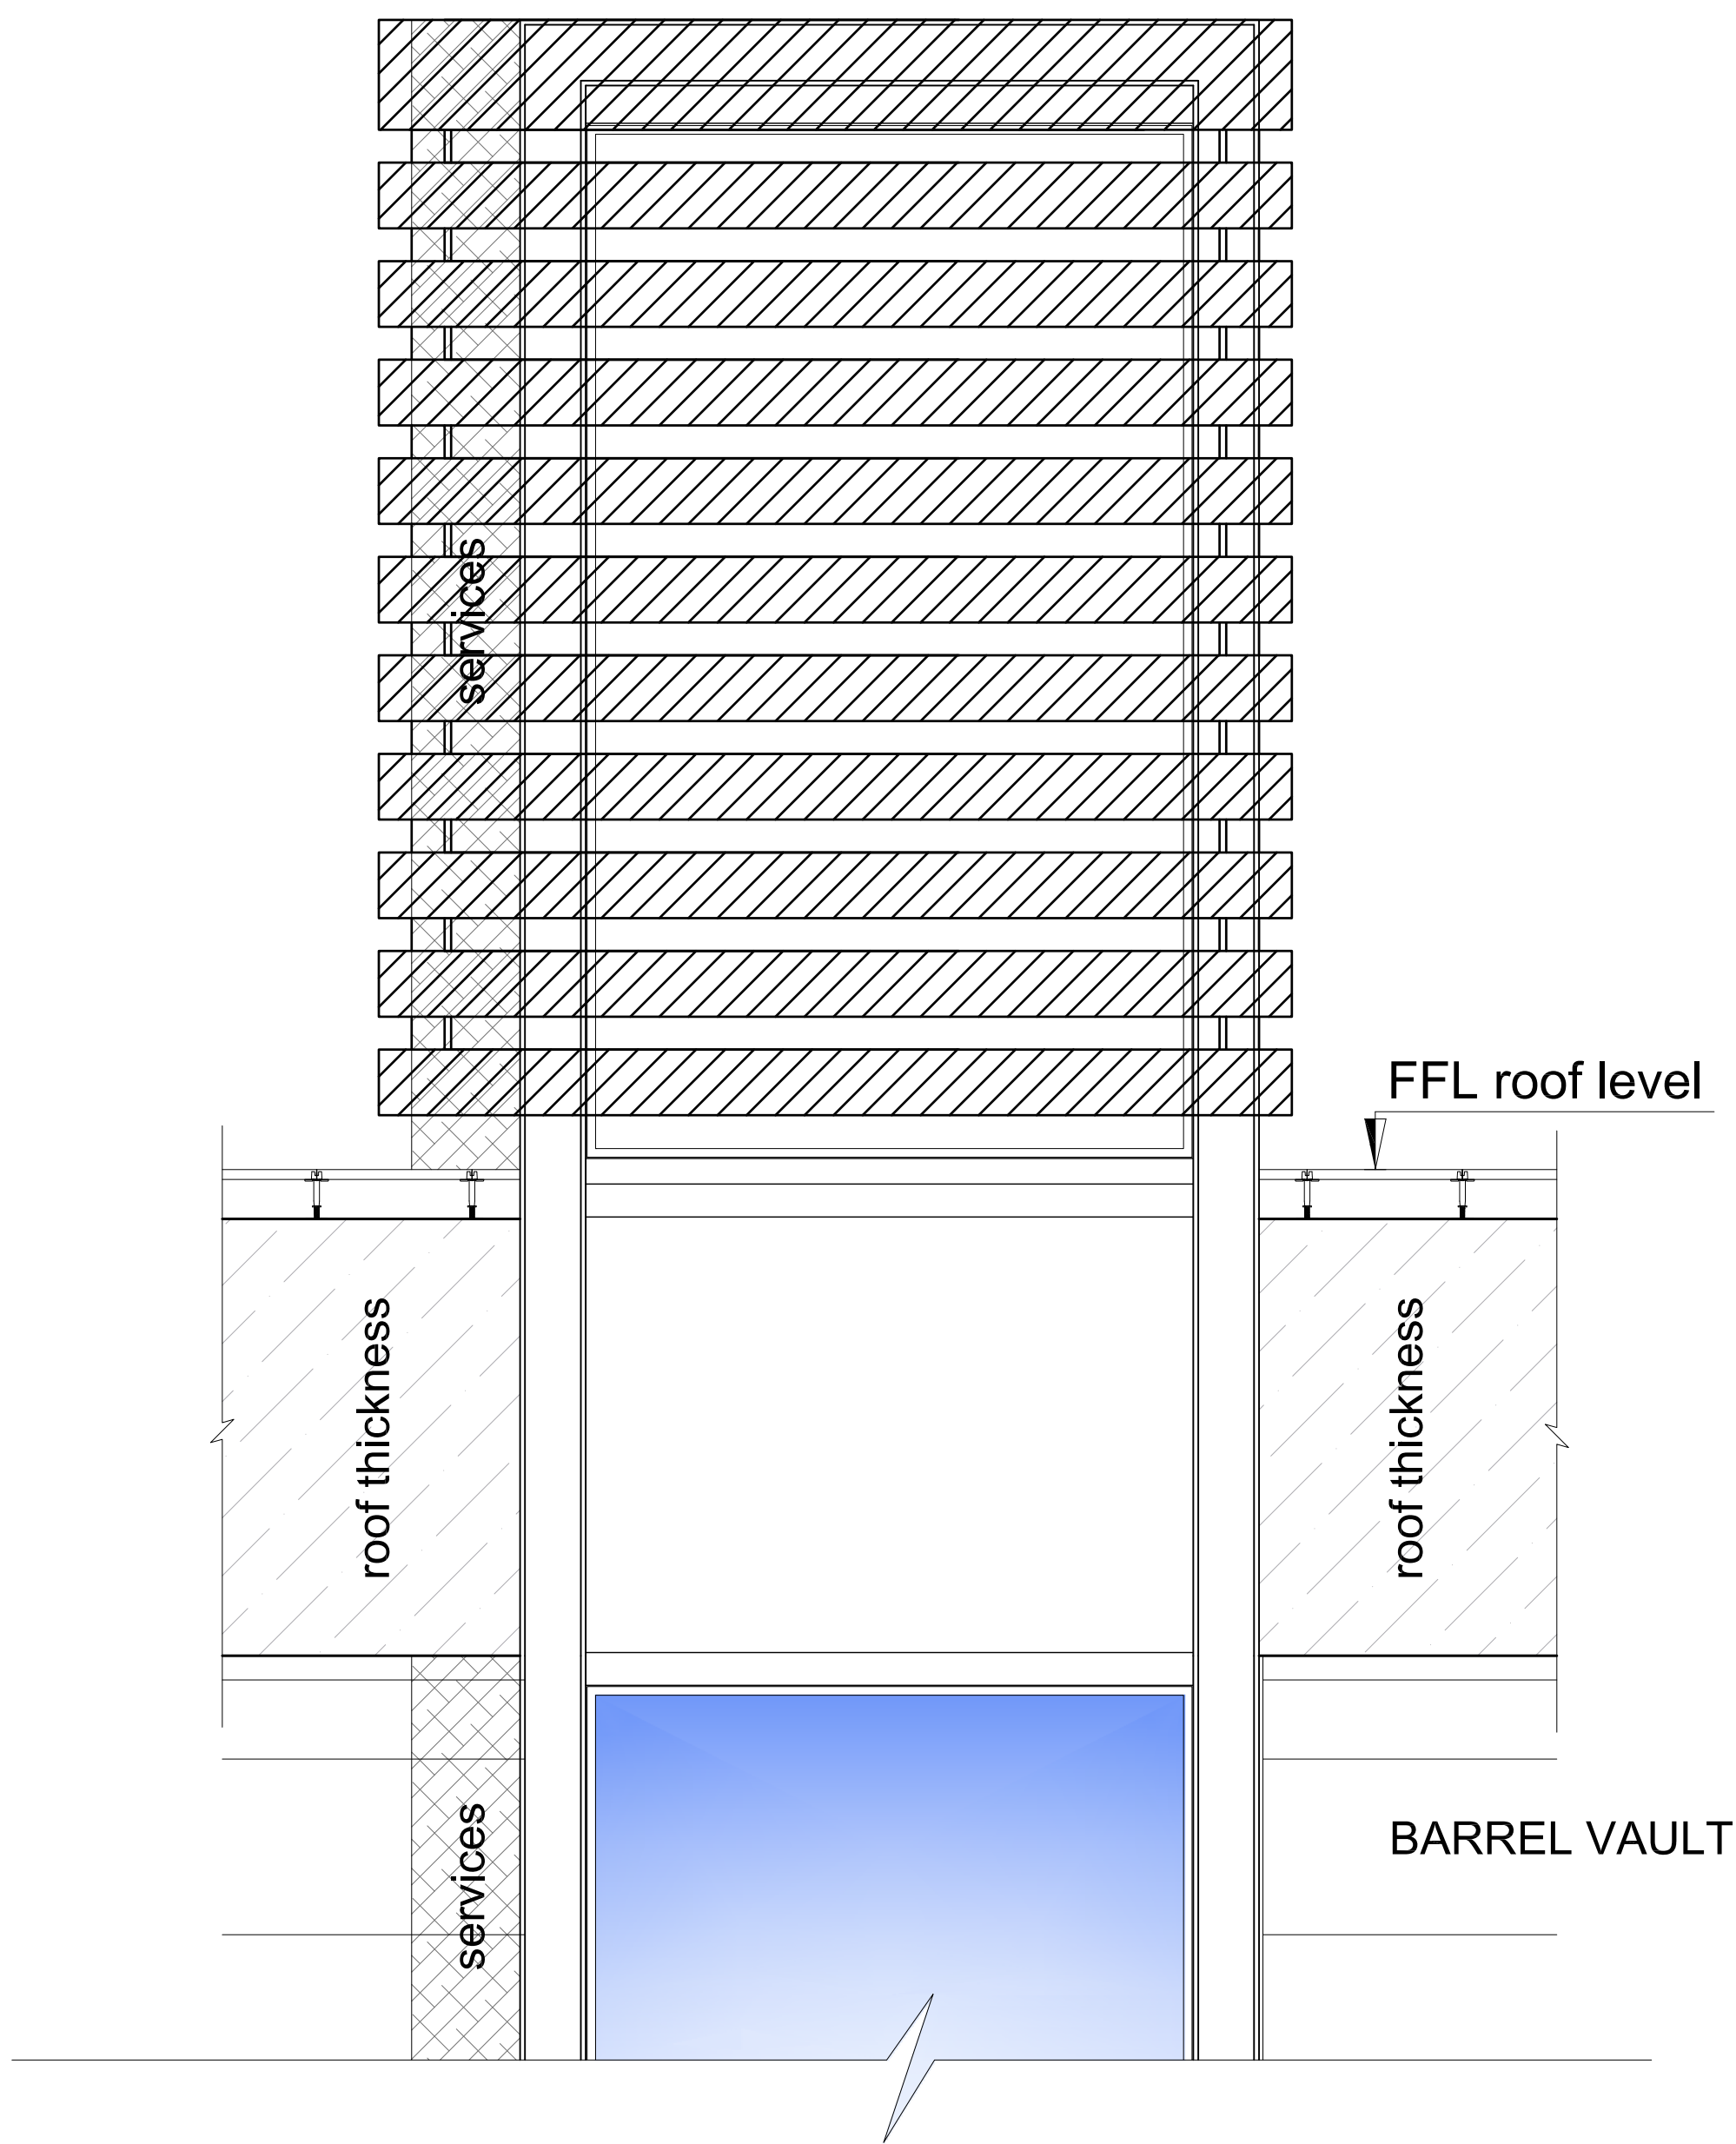 services
FFL roof level
roof thickness
roof thickness
services
BARREL VAULT